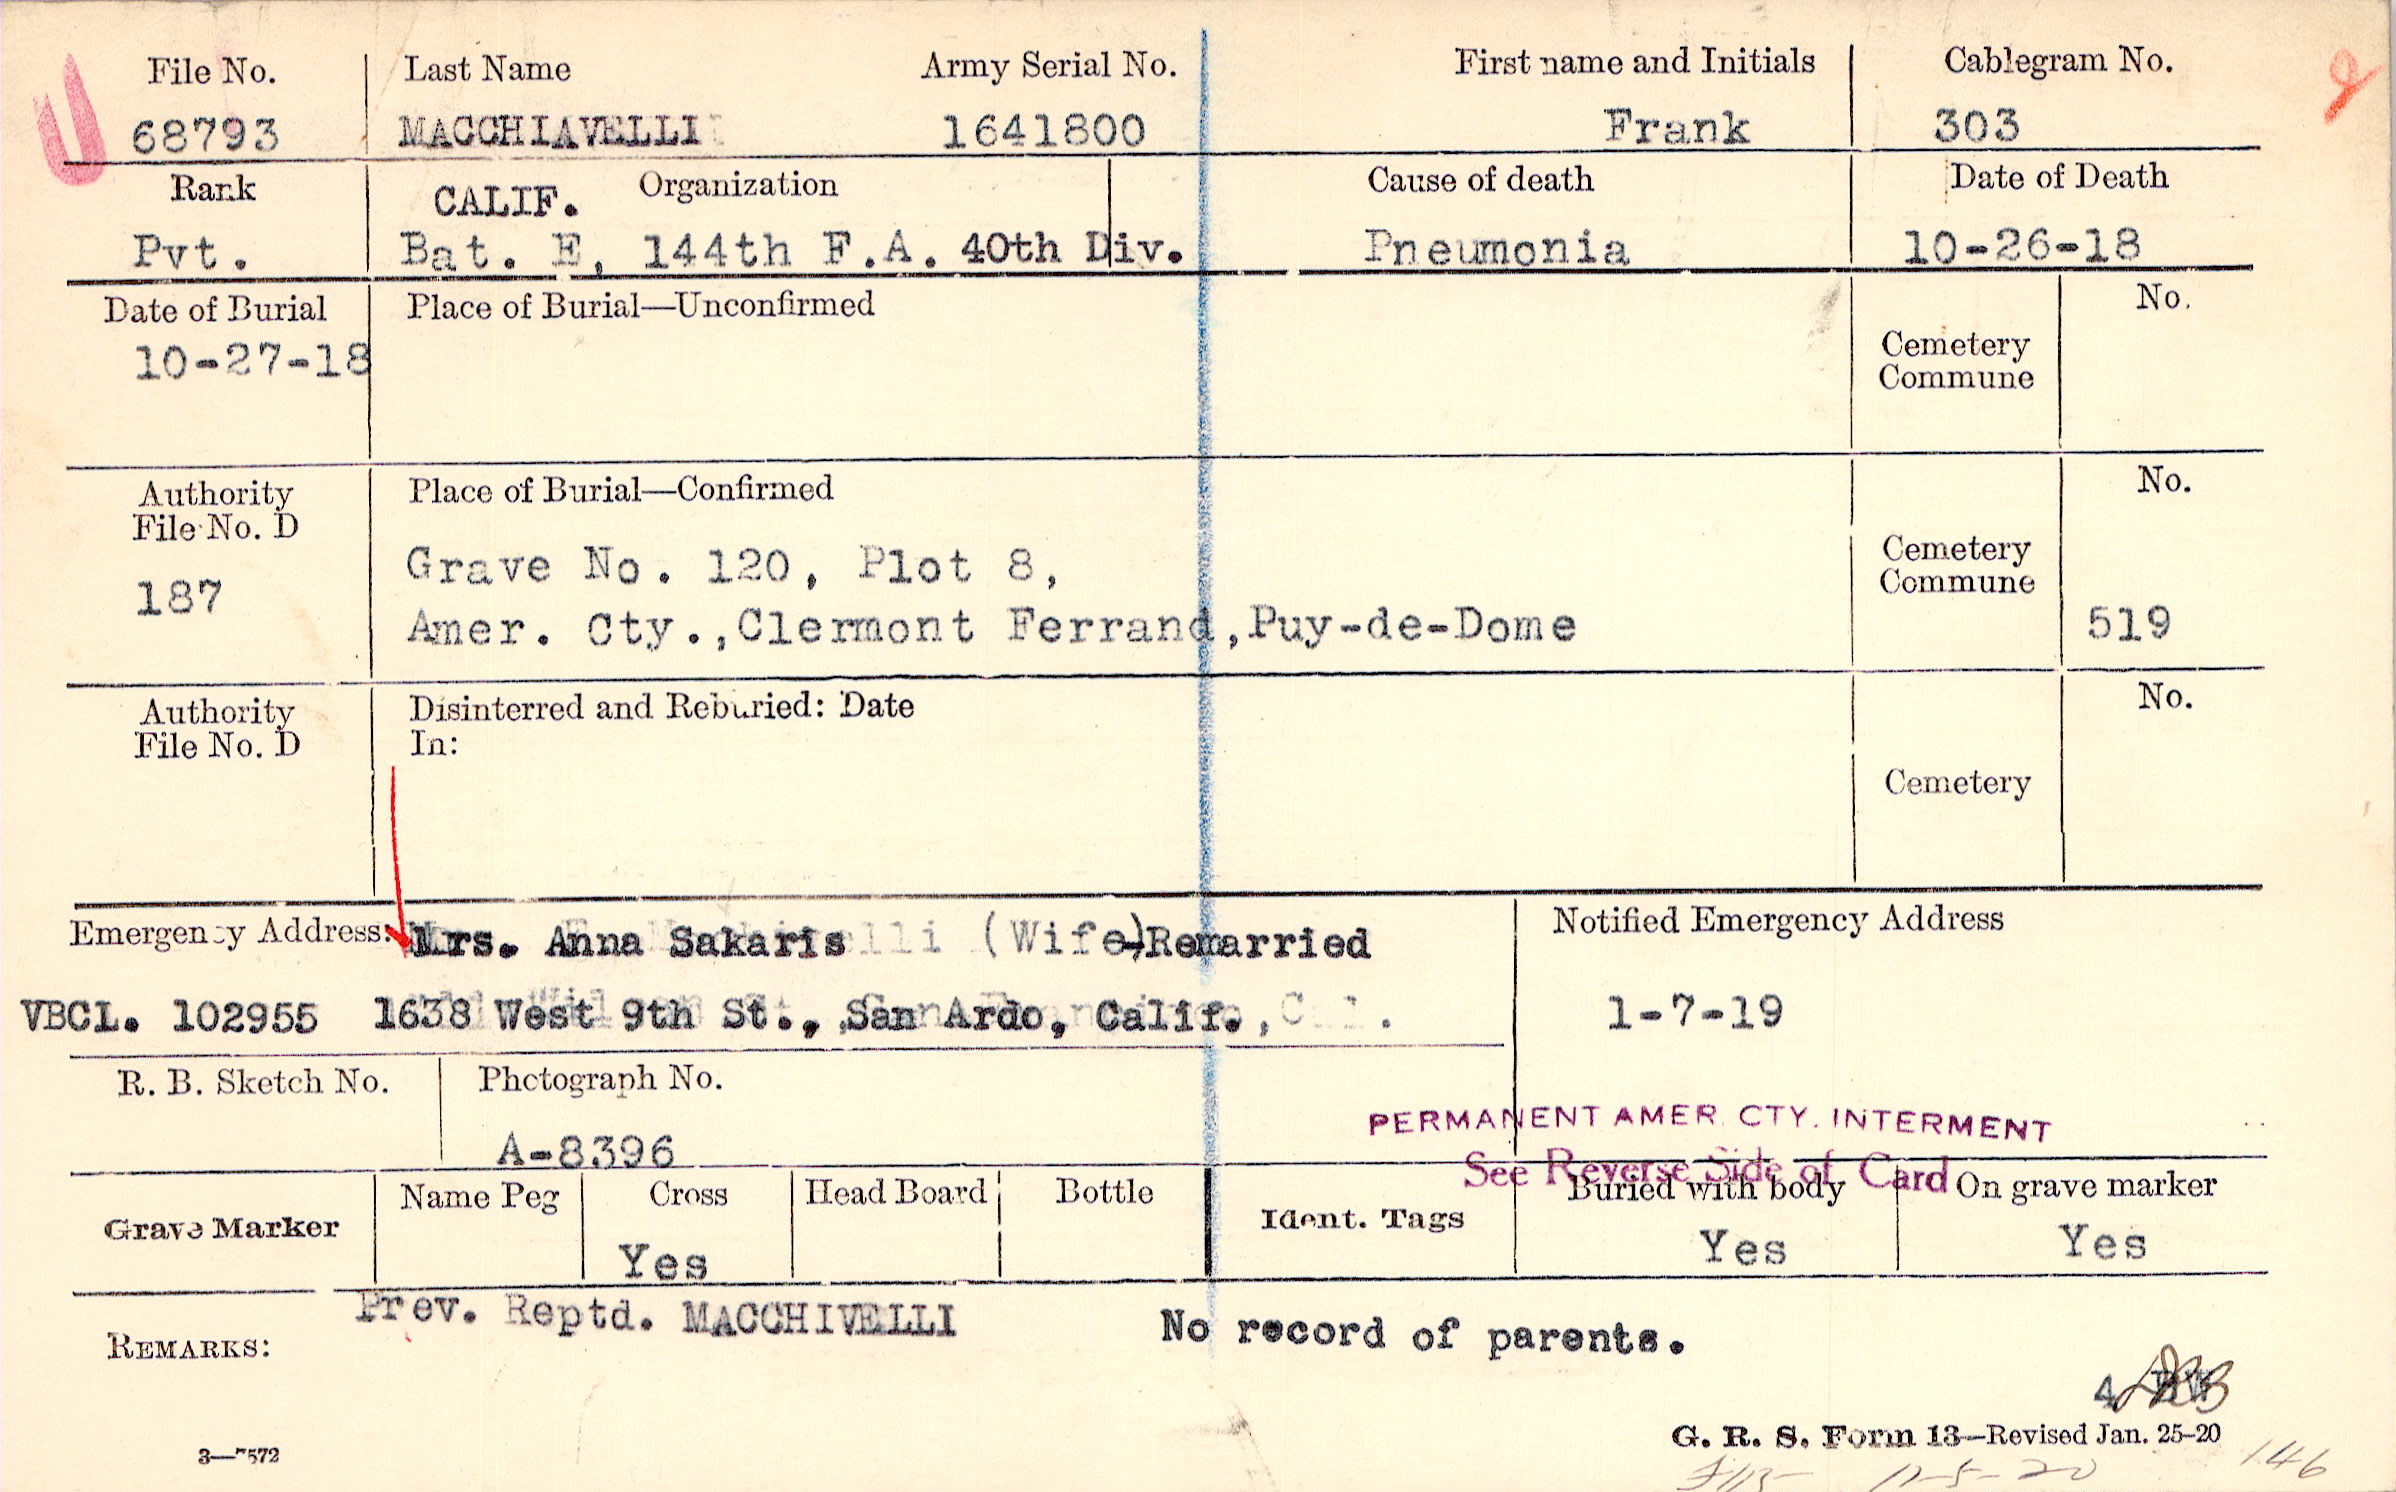 File No. Last Name Army Serial No. First name and Initials Cablegram No.
68793 MACCHIAVELLI 1641800 Frank 303
Rank CALIF. Organization Cause of death Date of Death
Pvt. Bat. E, 144th F.A. 40th Div. Pneumonia 10-26-18
Date of Burial Place of Burial—Unconfirmed No.
10-27-18 Cemetery
Commune
Authority Place of Burial—Confirmed No.
File No. D
Grave No. 120, Plot 8, Cemetery
187 Commune
Amer. Cty.,Clermont Ferrand,Puy-de-Dome 519
Authority Disinterred and Reburied: Date No.
File No. D In:
Cemetery
Emergency Address: Mrs. Anna Sakaris (Wife)Remarried Notified Emergency Address
VBCL. 102955 1638 West 9th St., San Ardo, Calif. 1-7-19
R. B. Sketch No. Photograph No.
PERMANENT AMER. CTY. INTERMENT
A-8396
See Reverse Side of Card
Grave Marker Name Peg Cross Head Board Bottle Ident. Tags Buried with body On grave marker
Yes Yes Yes
Prev. Reptd. MACCHIVELLI No record of parents.
REMARKS:
4
3—7572 G. R. S. Form 13—Revised Jan. 25-20
11-5-20 146